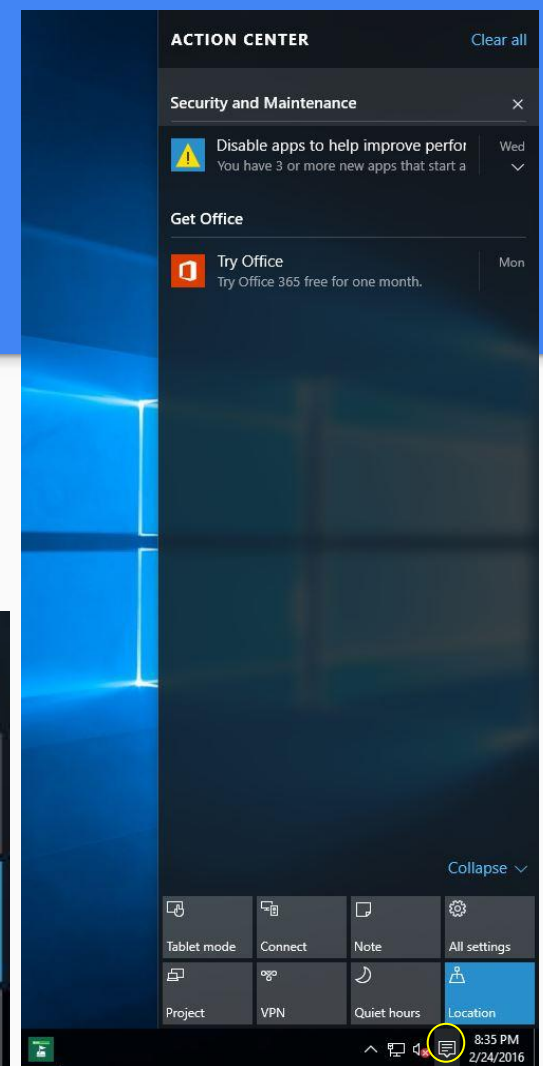 ACTION CENTER Clear all
Security and Maintenance
Disable apps to help improve perfor Wed
You have 3 or more new apps that start a
Get Office
Try Office Mon
Try Office 365 free for one month.
Collapse
Tablet mode Connect Note All settings
Project VPN Quiet hours Location
8:35 PM
2/24/2016